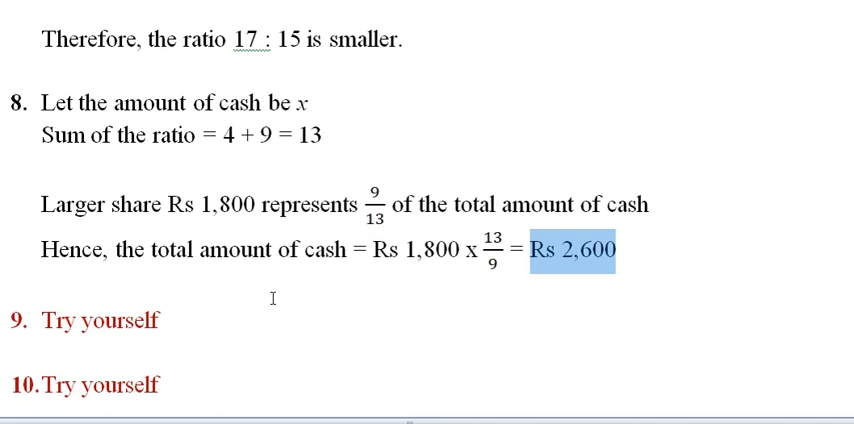 Therefore, the ratio 17 : 15 is smaller.
8. Let the amount of cash be x
Sum of the ratio = 4 + 9 = 13
Larger share Rs 1,800 represents 9/13 of the total amount of cash
Hence, the total amount of cash = Rs 1,800 x 13/9 = Rs 2,600
9. Try yourself
10. Try yourself